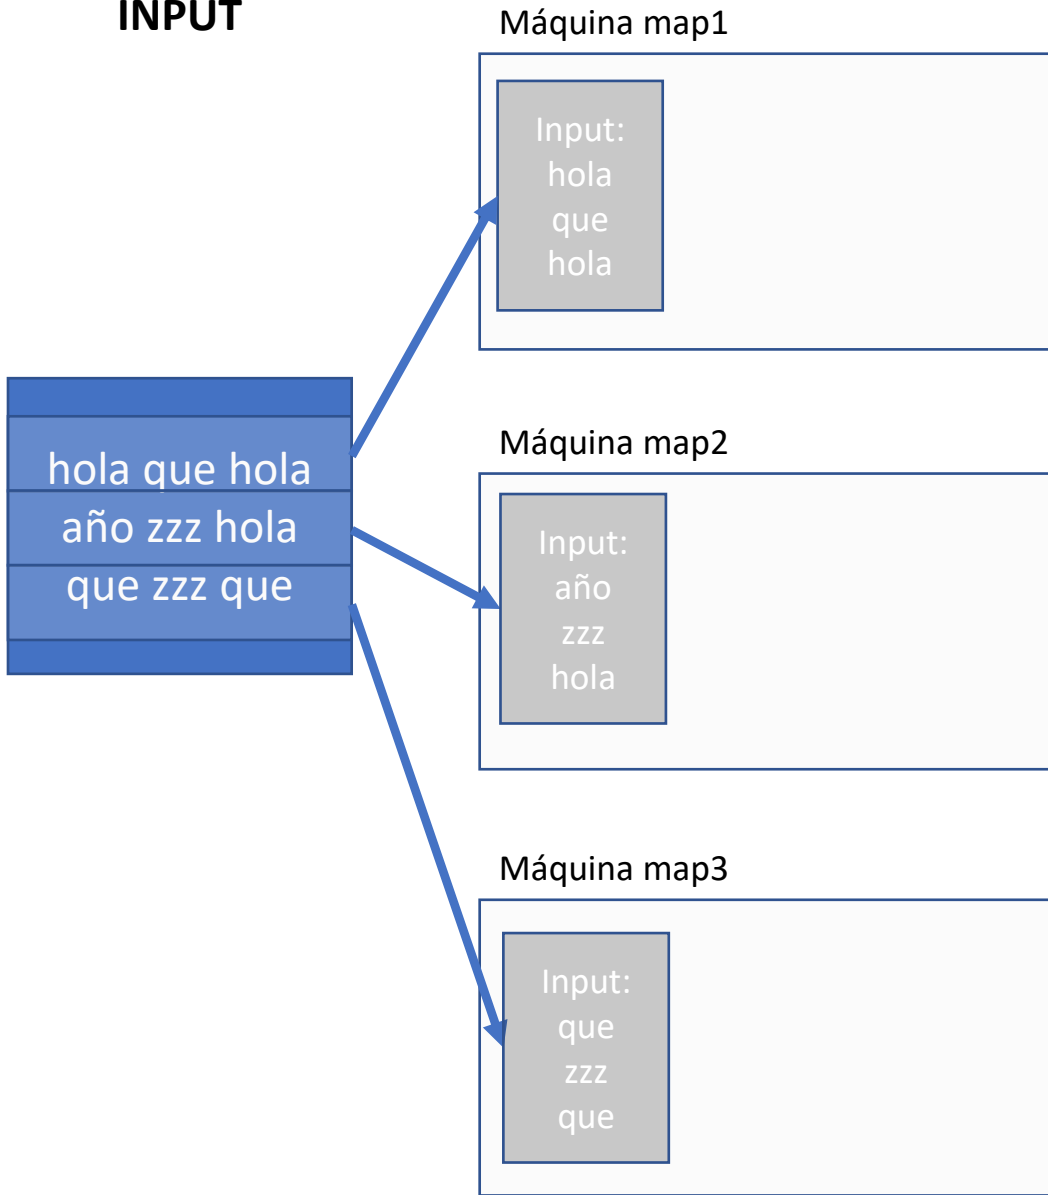 INPUT
Máquina map1
Input:
hola
que
hola
hola que hola
año zzz hola
que zzz que
Máquina map2
Input:
año
zzz
hola
Máquina map3
Input:
que
zzz
que